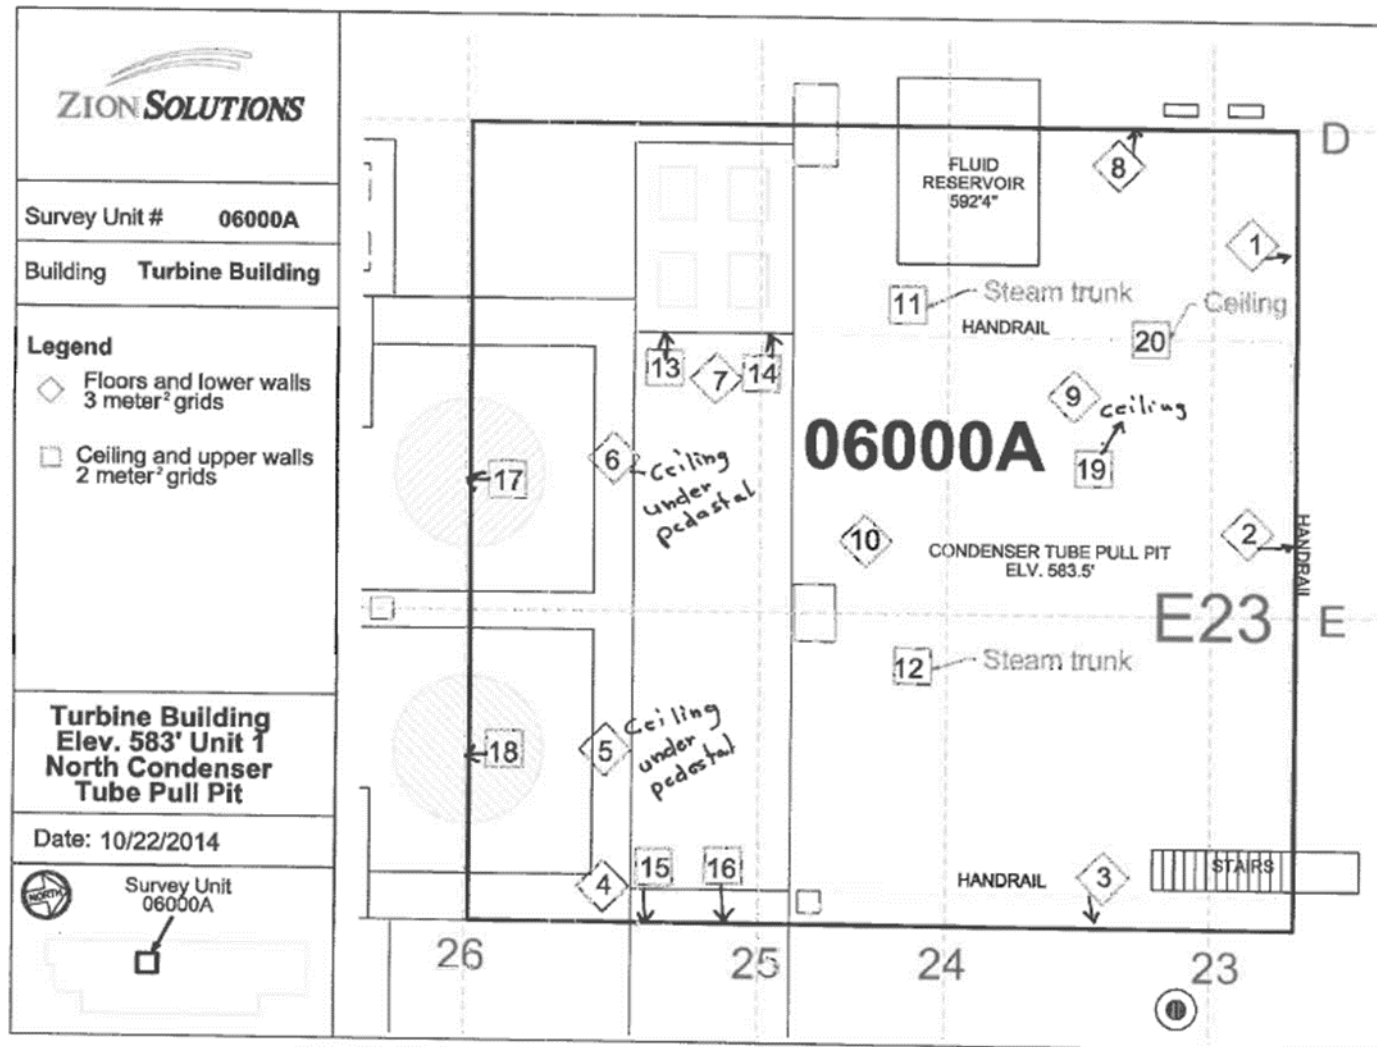 ZION SOLUTIONS
Survey Unit # 06000A
Building Turbine Building
Legend
Floors and lower walls
3 meter² grids
Ceiling and upper walls
2 meter² grids
Turbine Building
Elev. 583' Unit 1
North Condenser
Tube Pull Pit
Date: 10/22/2014
NORTH
Survey Unit
06000A
D
8
FLUID
RESERVOIR
592'4"
1
11 Steam trunk
Ceiling
HANDRAIL
20
13
7
14
9
ceiling
06000A
6
Ceiling
under
pedastal
17
19
10
2
CONDENSER TUBE PULL PIT
ELV. 583.5'
HANDRAIL
E23
E
12 Steam trunk
18
5
Ceiling
under
pedestal
15
16
4
HANDRAIL
3
STAIRS
26
25
24
23